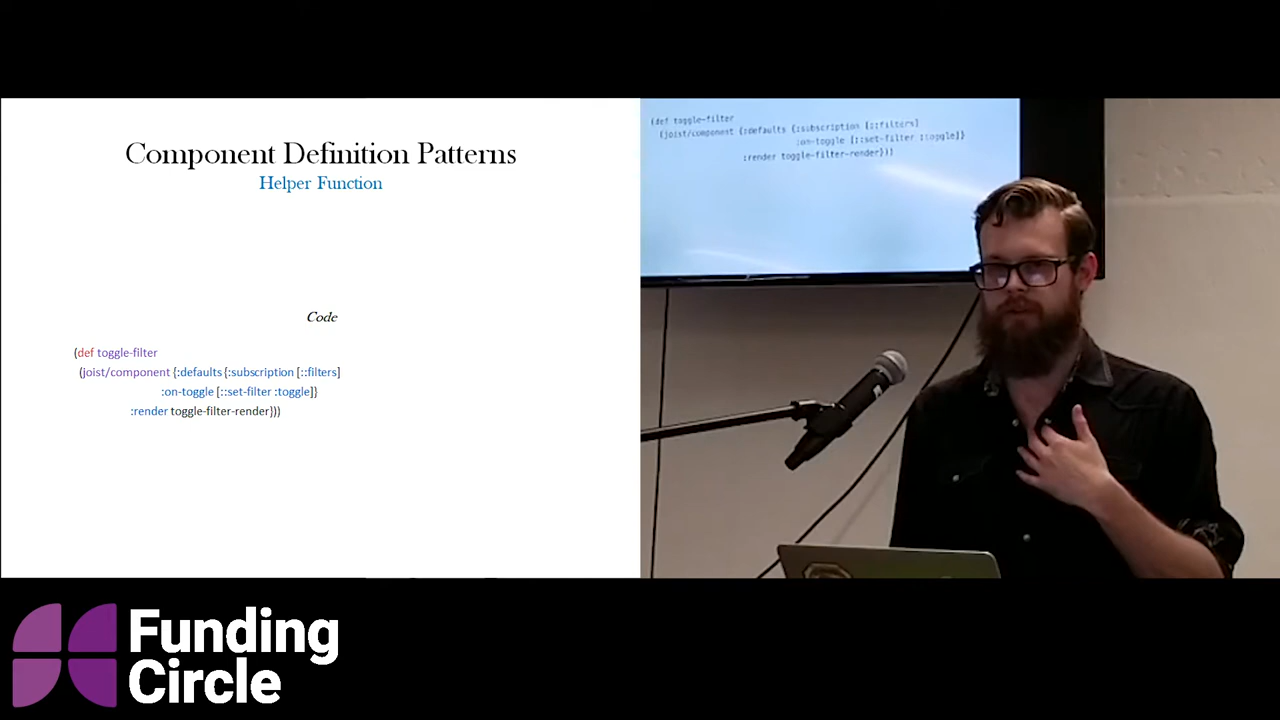 Component Definition Patterns
Helper Function
Code
(def toggle-filter
(joist/component {:defaults {:subscription [::filters]
:on-toggle [::set-filter :toggle]}
:render toggle-filter-render}))
(def toggle-filter
(joist/component {:defaults {:subscription [::filters]
:on-toggle [::set-filter :toggle]}
:render toggle-filter-render}))
Funding
Circle